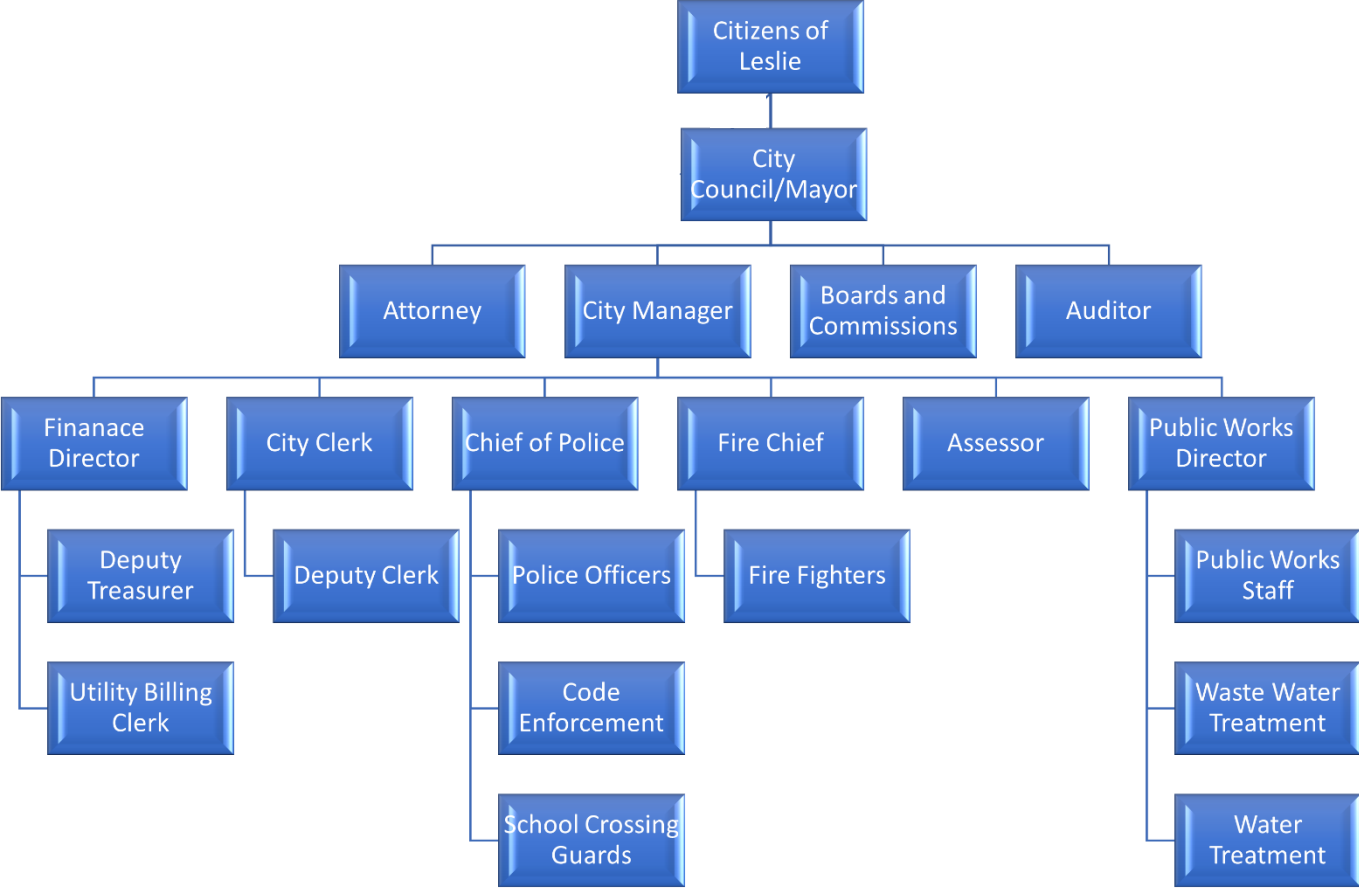 Citizens of
Leslie
City
Council/Mayor
Attorney
City Manager
Boards and
Commissions
Auditor
Finanace
Director
City Clerk
Chief of Police
Fire Chief
Assessor
Public Works
Director
Deputy
Treasurer
Deputy Clerk
Police Officers
Fire Fighters
Public Works
Staff
Utility Billing
Clerk
Code
Enforcement
Waste Water
Treatment
School Crossing
Guards
Water
Treatment